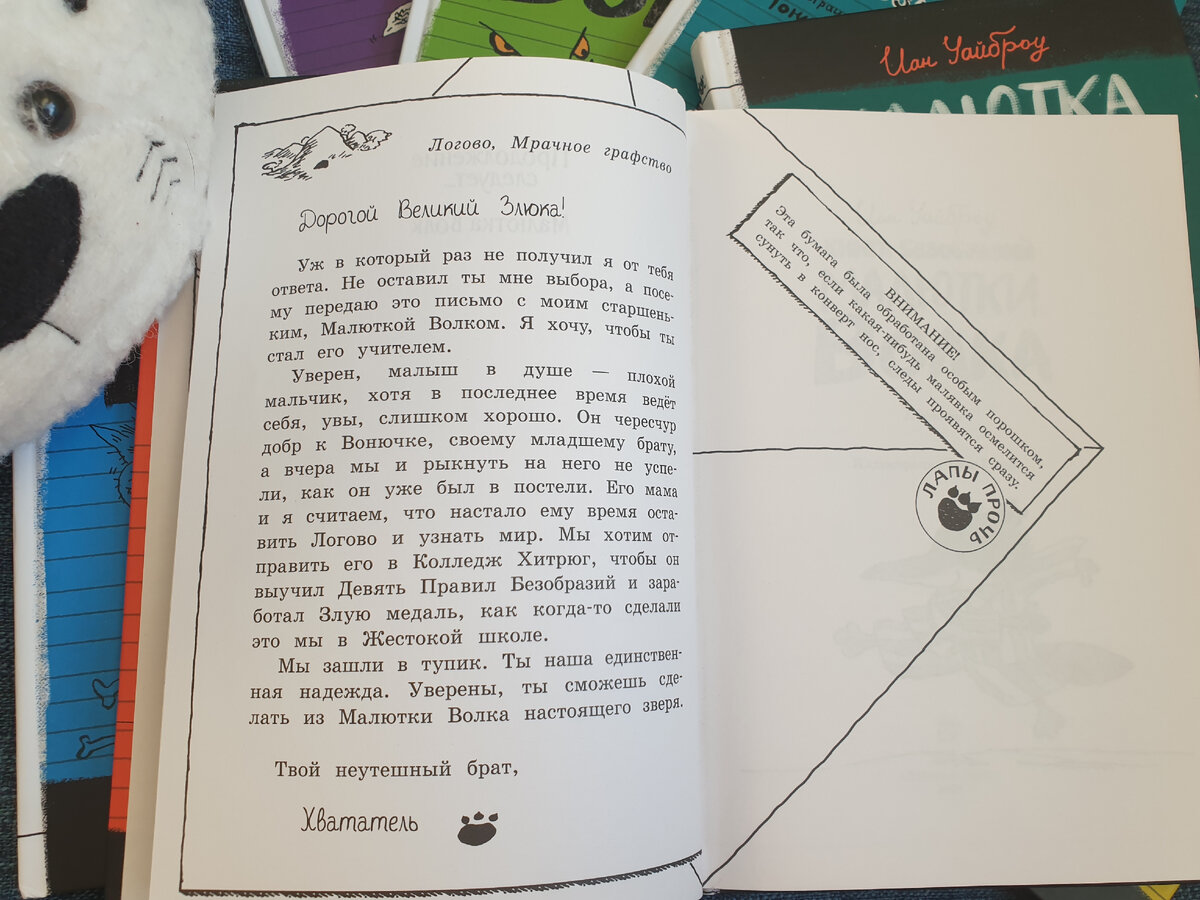 Иан Уайброу
МАЛЮТКА
Логово, Мрачное графство
Дорогой Великий Злюка!
Уж в который раз не получил я от тебя
ответа. Не оставил ты мне выбора, а посе-
му передаю это письмо с моим старшень-
ким, Малюткой Волком. Я хочу, чтобы ты
стал его учителем.
Уверен, малыш в душе — плохой
мальчик, хотя в последнее время ведёт
себя, увы, слишком хорошо. Он чересчур
добр к Вонючке, своему младшему брату,
а вчера мы и рыкнуть на него не успе-
ли, как он уже был в постели. Его мама
и я считаем, что настало ему время оста-
вить Логово и узнать мир. Мы хотим от-
править его в Колледж Хитрюг, чтобы он
выучил Девять Правил Безобразий и зара-
ботал Злую медаль, как когда-то сделали
это мы в Жестокой школе.
Мы зашли в тупик. Ты наша единствен-
ная надежда. Уверены, ты сможешь сде-
лать из Малютки Волка настоящего зверя.
Твой неутешный брат,
Хвататель
ВНИМАНИЕ!
Эта бумага была обработана особым порошком,
так что, если какая-нибудь малявка осмелится
сунуть в конверт нос, следы проявятся сразу.
ЛАПЫ ПРОЧЬ